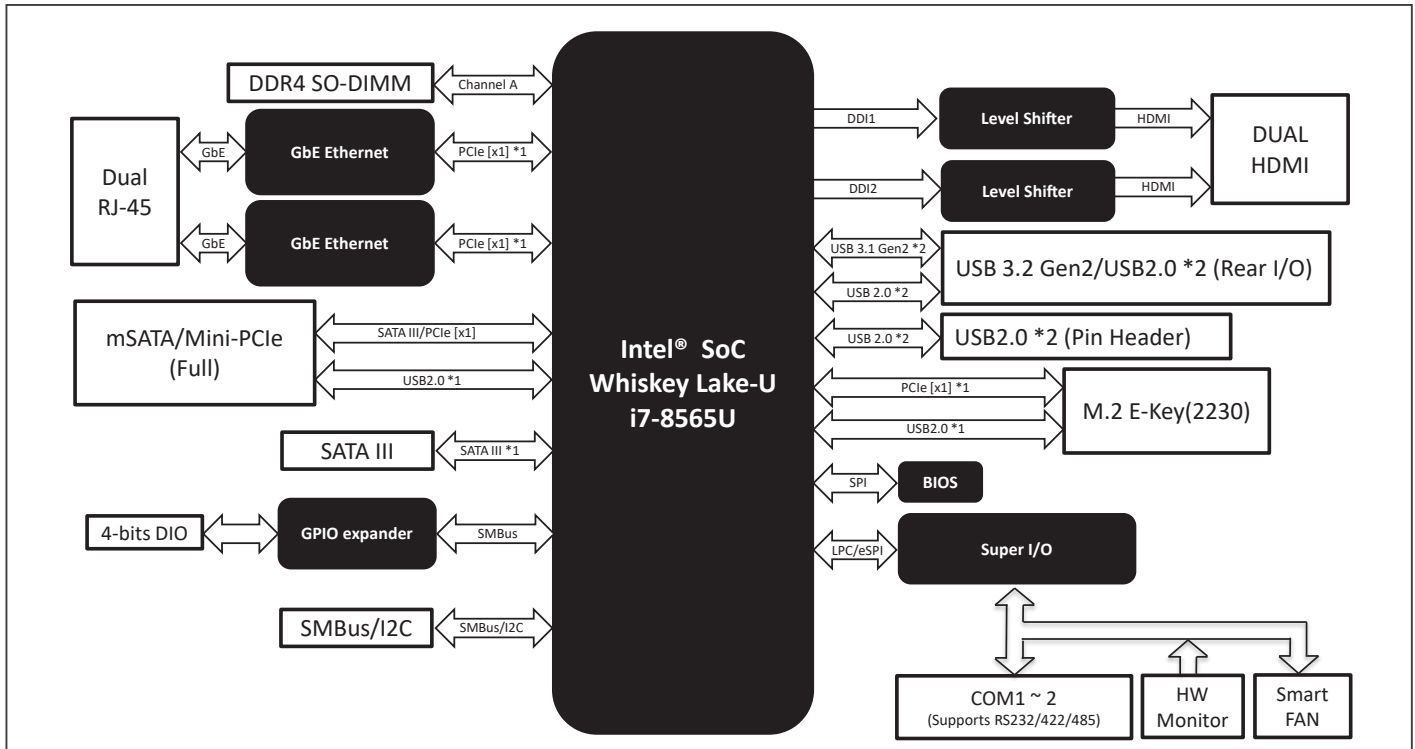 DDR4 SO-DIMM
Channel A
Dual
RJ-45
GbE
GbE Ethernet
PCIe [x1] *1
GbE
GbE Ethernet
PCIe [x1] *1
mSATA/Mini-PCIe
(Full)
SATA III/PCIe [x1]
USB2.0 *1
SATA III
SATA III *1
4-bits DIO
GPIO expander
SMBus
SMBus/I2C
SMBus/I2C
Intel® SoC
Whiskey Lake-U
i7-8565U
DDI1
Level Shifter
HDMI
DDI2
Level Shifter
HDMI
DUAL
HDMI
USB 3.1 Gen2 *2
USB 2.0 *2
USB 3.2 Gen2/USB2.0 *2 (Rear I/O)
USB 2.0 *2
USB2.0 *2 (Pin Header)
PCIe [x1] *1
USB2.0 *1
M.2 E-Key(2230)
SPI
BIOS
LPC/eSPI
Super I/O
COM1 ~ 2
(Supports RS232/422/485)
HW
Monitor
Smart
FAN